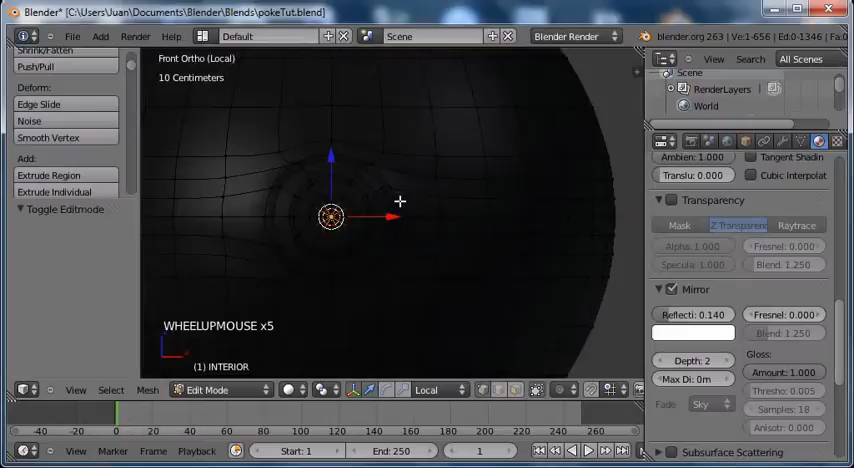 Blender* [C:\Users\Juan\Documents\Blender\Blends\pokeTut.blend]
File Add Render Help Default Scene Blender Render blender.org 263 | Ve:1-656 | Ed:0-1346 | Fa:0
Shrink/Fatten
Push/Pull
Deform:
Edge Slide
Noise
Smooth Vertex
Add:
Extrude Region
Extrude Individual
Toggle Editmode
Front Ortho (Local)
10 Centimeters
WHEELUPMOUSE x5
(1) INTERIOR
View Search All Scenes
Scene
RenderLayers
World
Ambien: 1.000 Tangent Shadin
Translu: 0.000 Cubic Interpolat
Transparency
Mask Z Transparenc Raytrace
Alpha: 1.000 Fresnel: 0.000
Specula: 1.000 Blend: 1.250
Mirror
Reflecti: 0.140 Fresnel: 0.000
Blend: 1.250
Depth: 2 Gloss:
Max Di: 0m Amount: 1.000
Thresho: 0.005
Fade: Sky Samples: 18
Anisotr: 0.000
Subsurface Scattering
View Select Mesh Edit Mode Local
-40 -20 0 20 40 60 80 100 120 140 160 180 200 220 240 260
View Marker Frame Playback Start: 1 End: 250 1